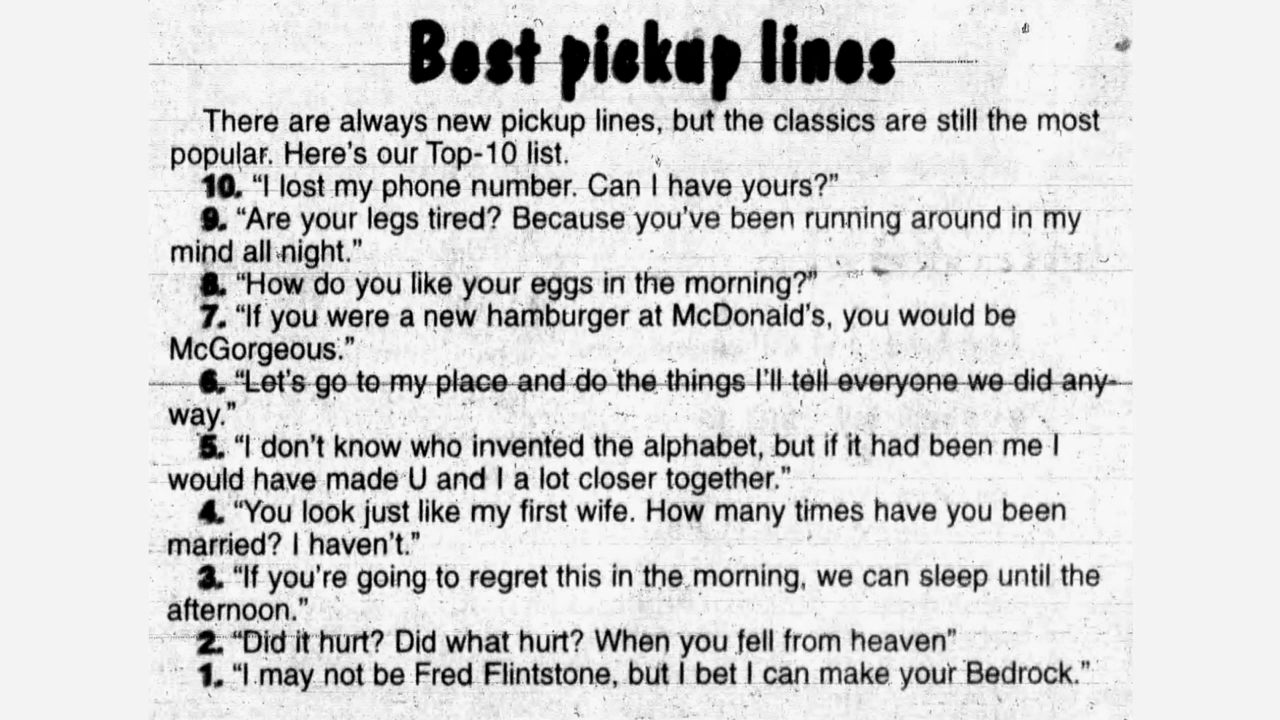 Best pickup lines
There are always new pickup lines, but the classics are still the most
popular. Here's our Top-10 list.
10. “I lost my phone number. Can I have yours?”
9. “Are your legs tired? Because you've been running around in my
mind all night.”
8. “How do you like your eggs in the morning?”
7. “If you were a new hamburger at McDonald's, you would be
McGorgeous.”
6. “Let's go to my place and do the things I'll tell everyone we did any-
way.”
5. “I don't know who invented the alphabet, but if it had been me I
would have made U and I a lot closer together.”
4. “You look just like my first wife. How many times have you been
married? I haven't.”
3. “If you're going to regret this in the morning, we can sleep until the
afternoon.”
2. “Did it hurt? Did what hurt? When you fell from heaven”
1. “I may not be Fred Flintstone, but I bet I can make your Bedrock.”